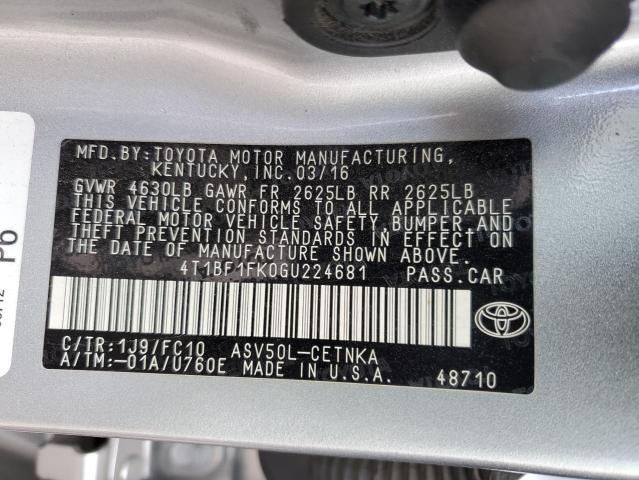 MFD.BY:TOYOTA MOTOR MANUFACTURING,
KENTUCKY,INC.03/16
GVWR 4630LB GAWR FR 2625LB RR 2625LB
THIS VEHICLE CONFORMS TO ALL APPLICABLE
FEDERAL MOTOR VEHICLE SAFETY,BUMPER,AND
THEFT PREVENTION STANDARDS IN EFFECT ON
THE DATE OF MANUFACTURE SHOWN ABOVE.
4T1BF1FK0GU224681 PASS.CAR
C/TR:1J9/FC10 ASV50L-CETNKA
A/TM:-01A/U760E MADE IN U.S.A. 48710